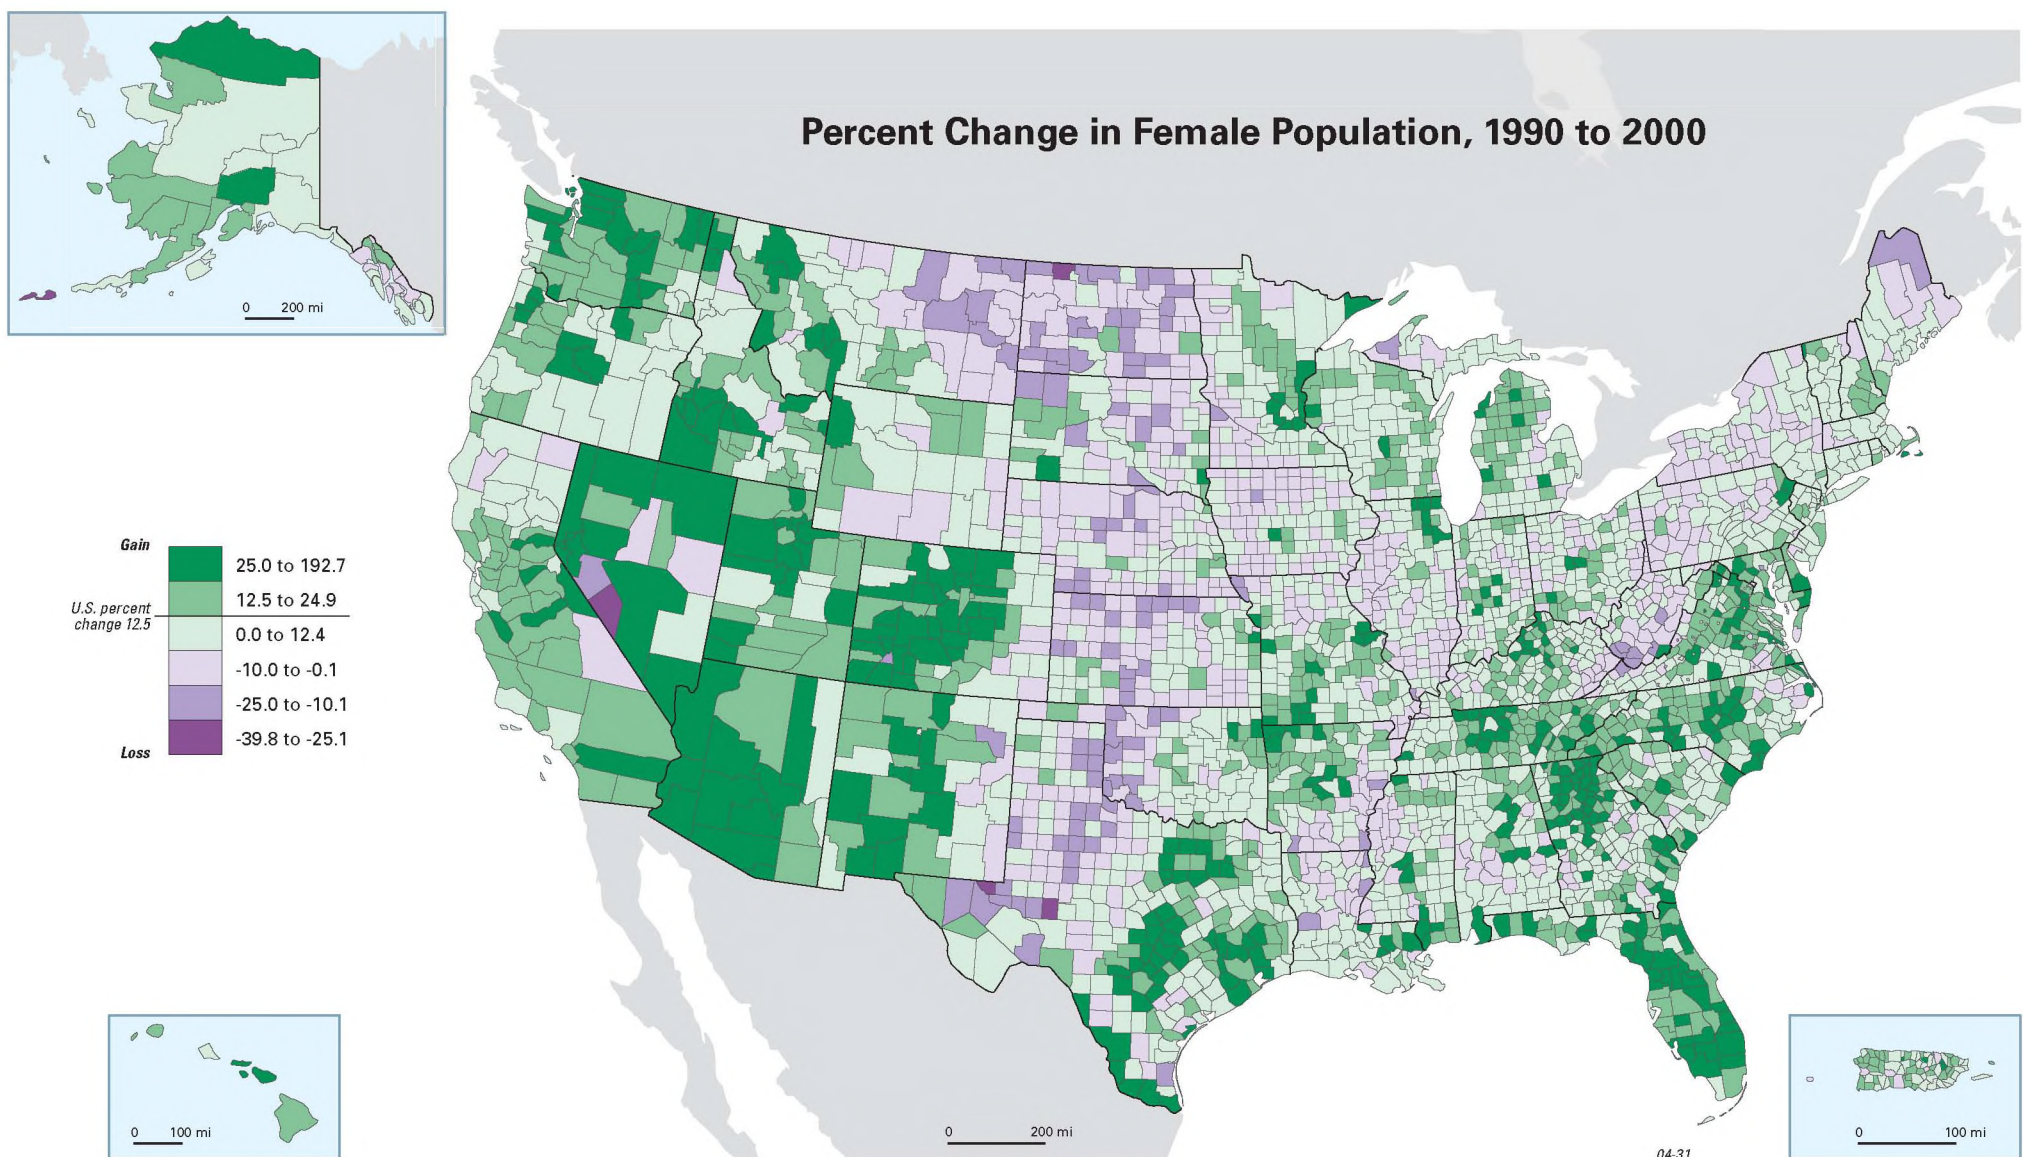 Percent Change in Female Population, 1990 to 2000
0 200 mi
Gain
25.0 to 192.7
12.5 to 24.9
U.S. percent
change 12.5
0.0 to 12.4
-10.0 to -0.1
-25.0 to -10.1
-39.8 to -25.1
Loss
0 100 mi
0 200 mi
0 100 mi
04-31